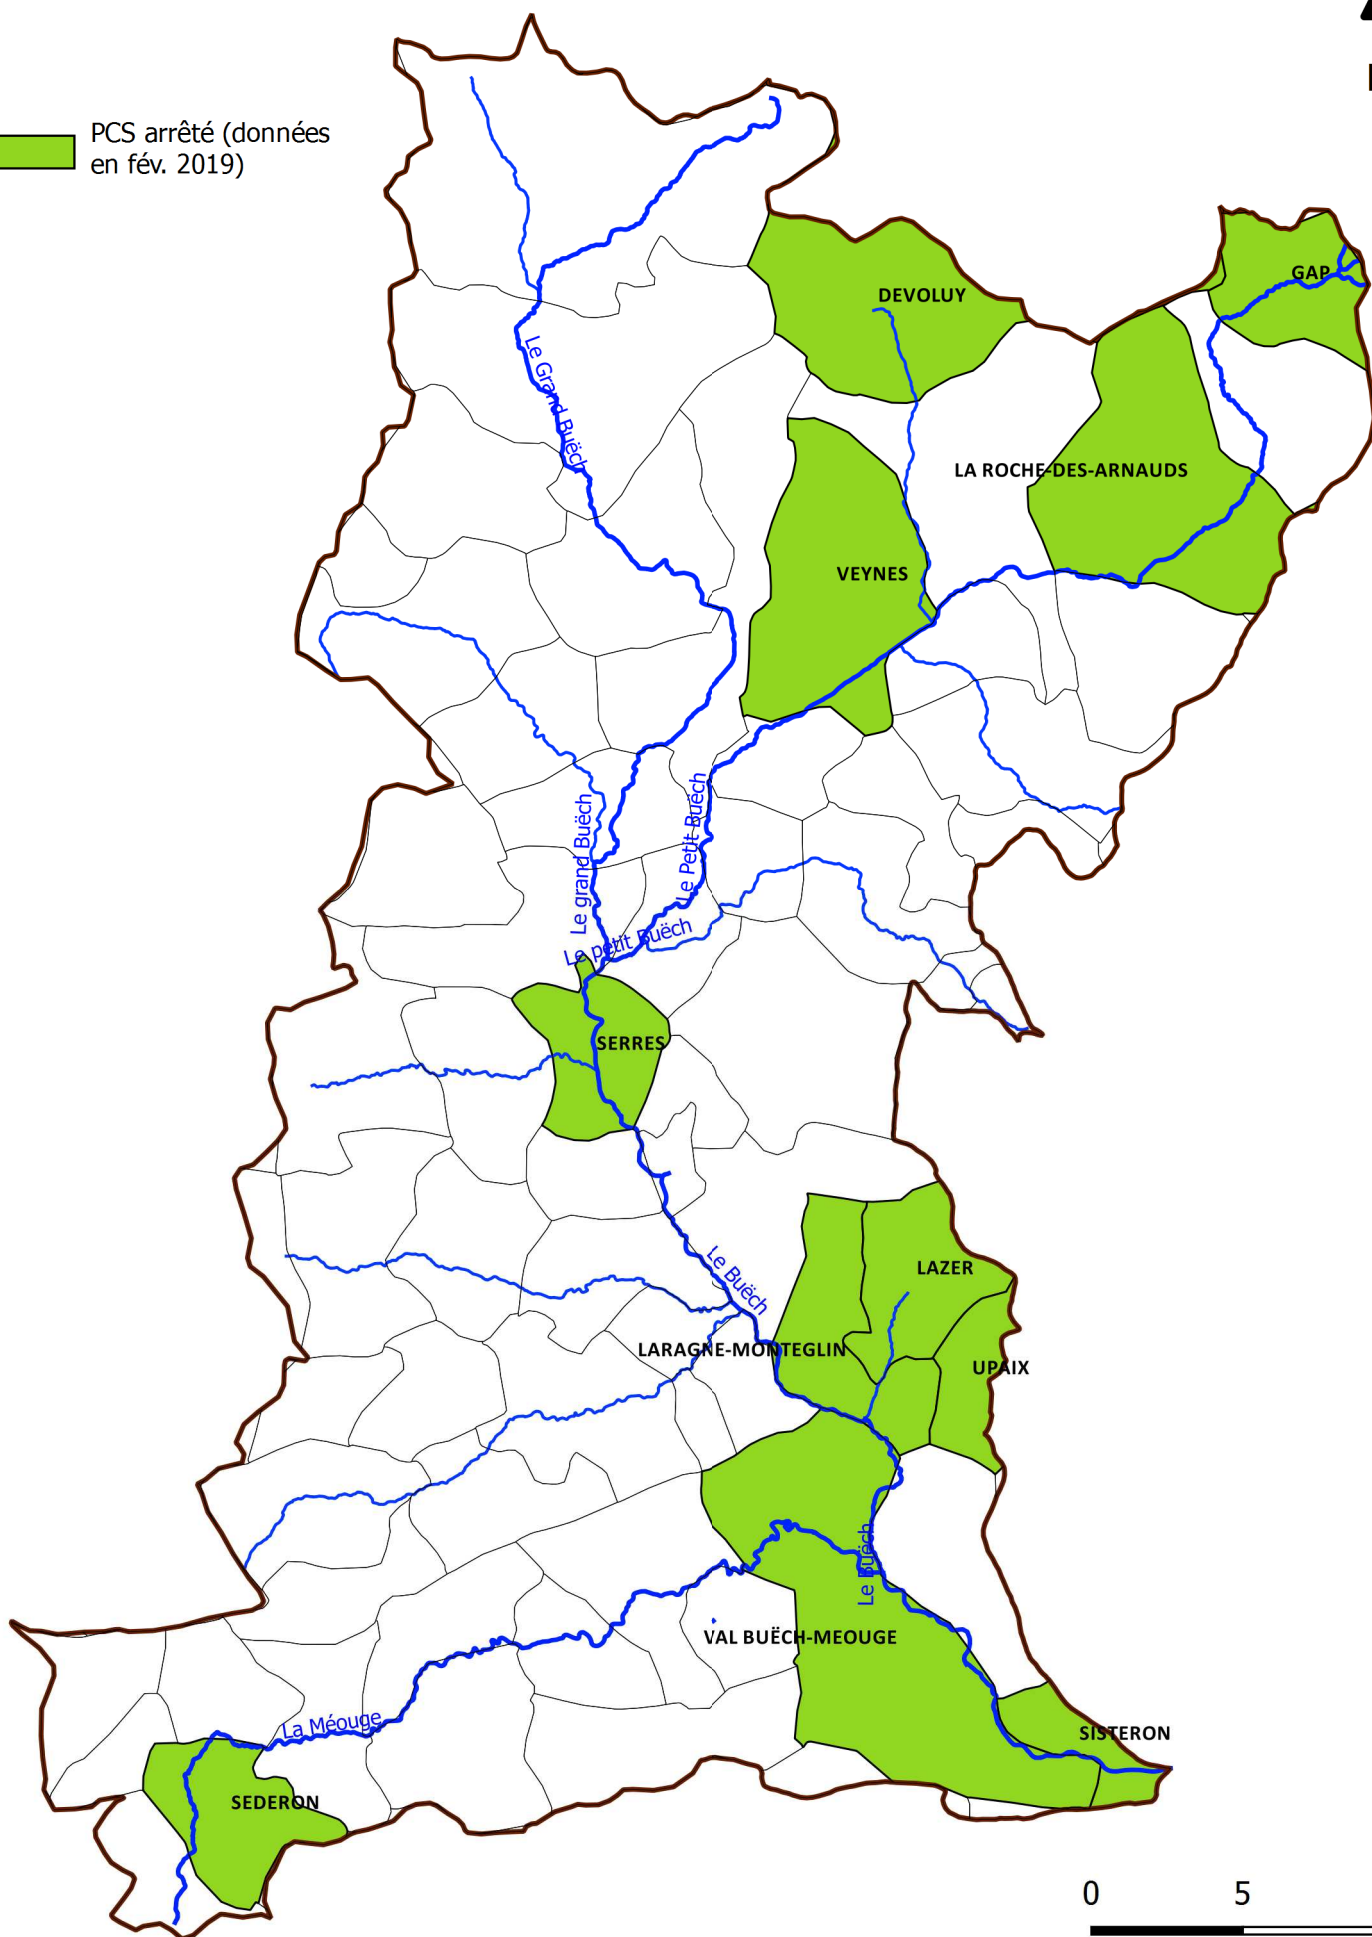 PCS arrêté (données
en fév. 2019)
GAP
DEVOLUY
Le Grand Buëch
LA ROCHE-DES-ARNAUDS
VEYNES
Le grand Buëch
Le Petit Buëch
Le petit Buëch
SERRES
Le Buëch
LAZER
LARAGNE-MONTEGLIN
UPAIX
Le Buëch
VAL BUËCH-MEOUGE
La Méouge
SISTERON
SEDERON
0 5